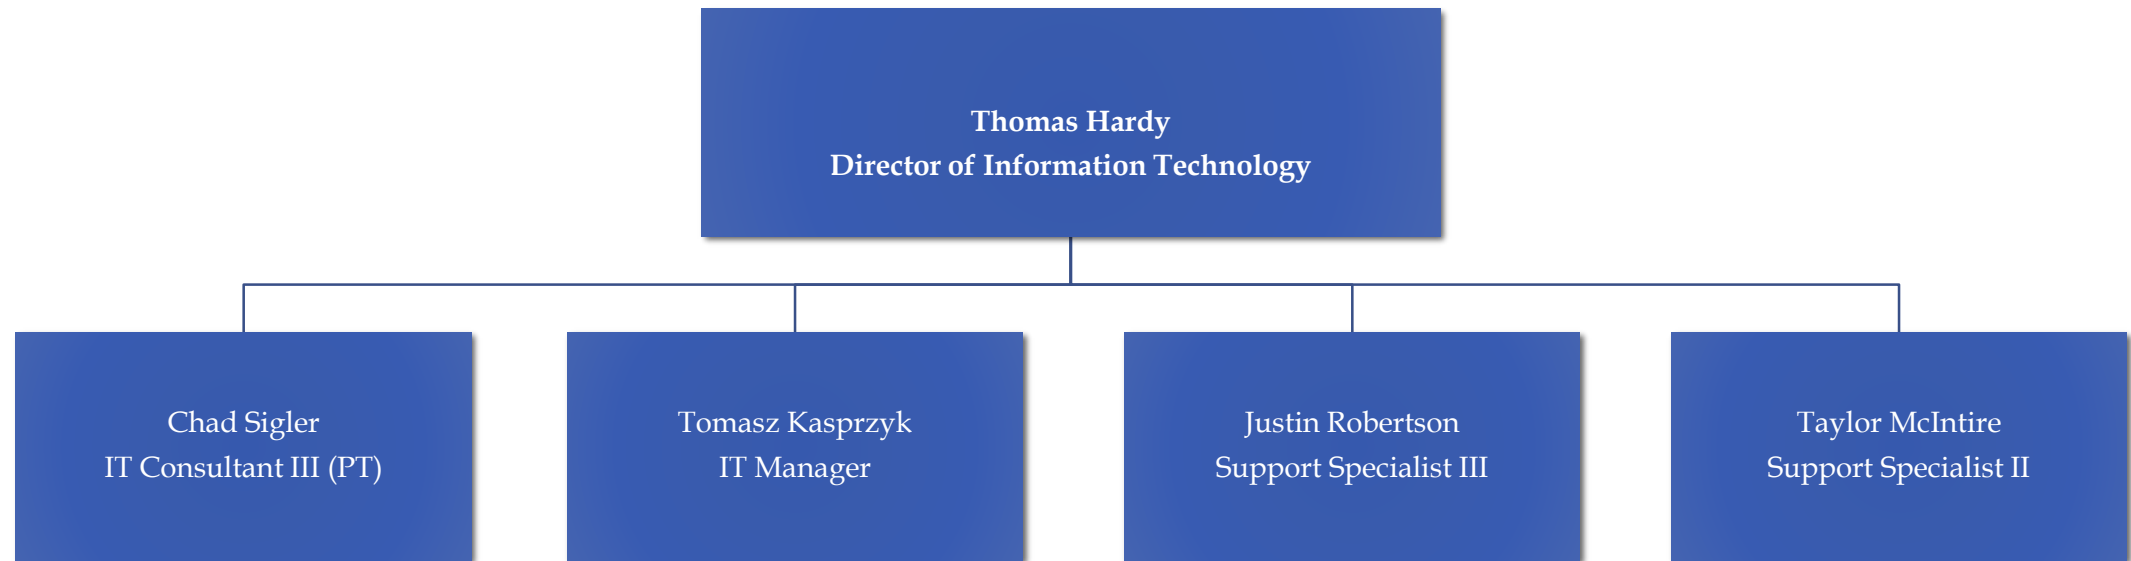 Thomas Hardy
Director of Information Technology
Chad Sigler
IT Consultant III (PT)
Tomasz Kasprzyk
IT Manager
Justin Robertson
Support Specialist III
Taylor McIntire
Support Specialist II